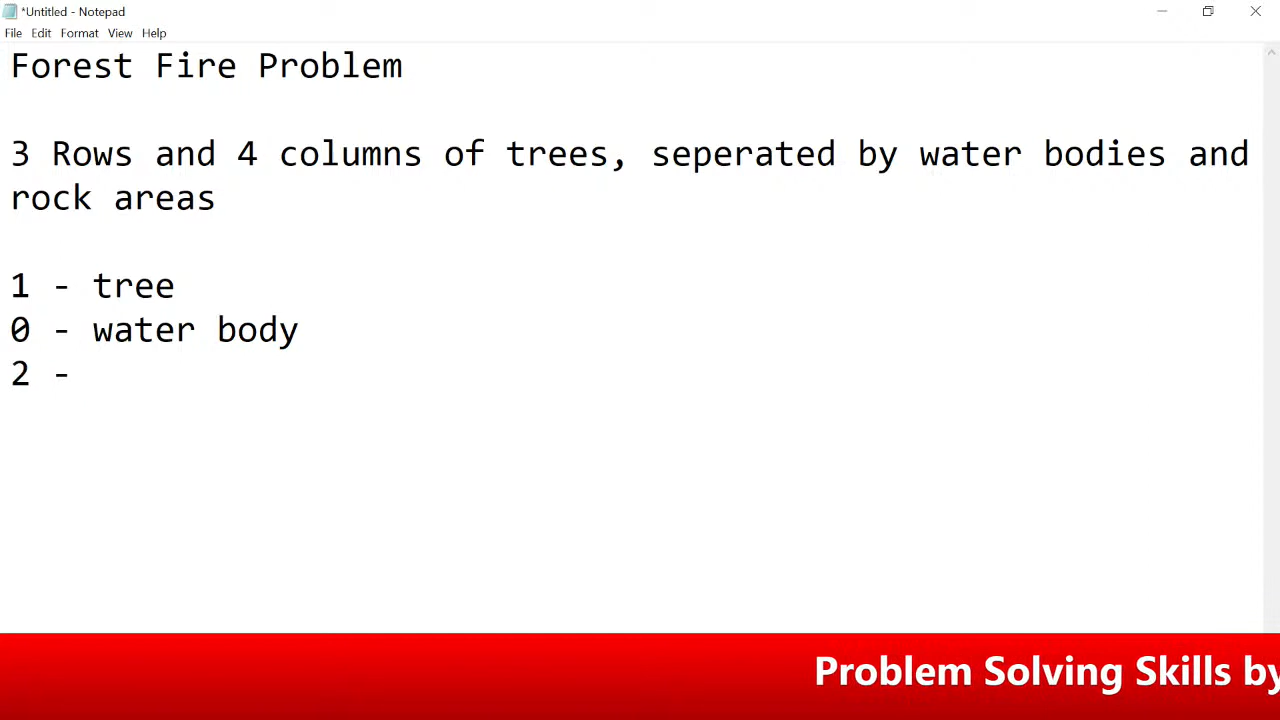 *Untitled - Notepad
File Edit Format View Help
Forest Fire Problem
3 Rows and 4 columns of trees, seperated by water bodies and
rock areas
1 - tree
0 - water body
2 -
Problem Solving Skills by